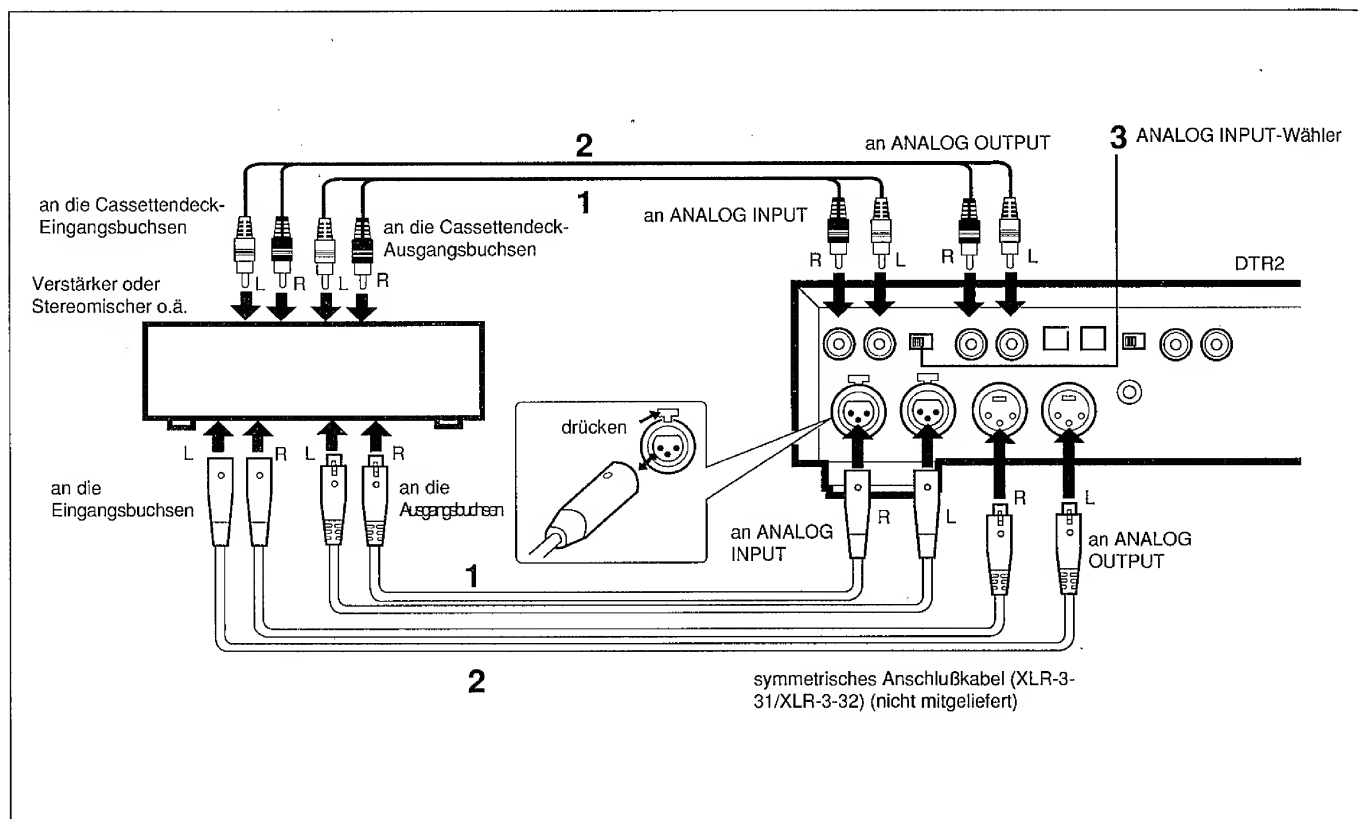 2
an ANALOG OUTPUT
3 ANALOG INPUT-Wähler
1
an die Cassettendeck-
Eingangsbuchsen
an die Cassettendeck-
Ausgangsbuchsen
an ANALOG INPUT
L R L R
R L R L
DTR2
Verstärker oder
Stereomischer o.ä.
drücken
L R L R
an die
Eingangsbuchsen
an die
Ausgangsbuchsen
R L R L
an ANALOG
INPUT
an ANALOG
OUTPUT
1
2
symmetrisches Anschlußkabel (XLR-3-
31/XLR-3-32) (nicht mitgeliefert)